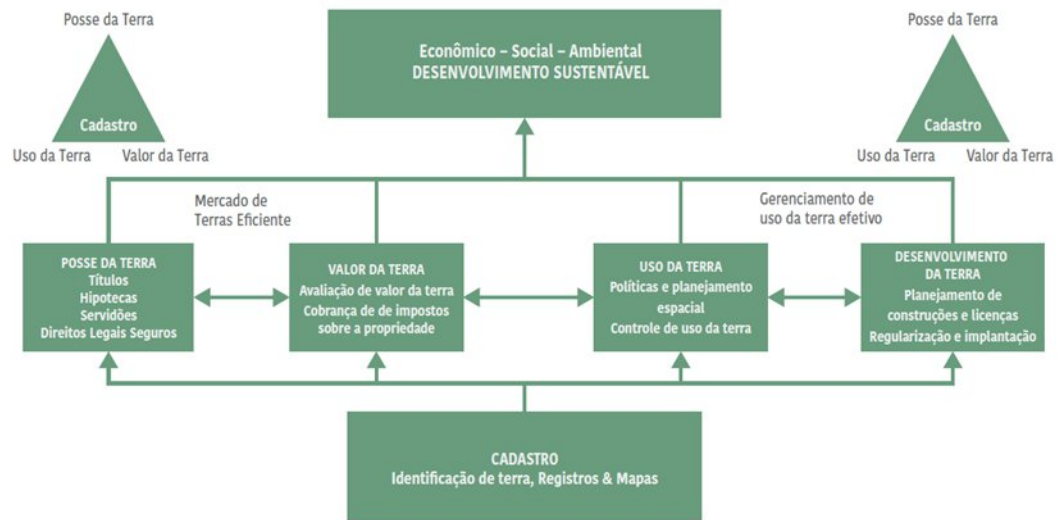 Posse da Terra
Cadastro
Uso da Terra
Valor da Terra
Econômico – Social – Ambiental
DESENVOLVIMENTO SUSTENTÁVEL
Posse da Terra
Cadastro
Uso da Terra
Valor da Terra
Mercado de
Terras Eficiente
Gerenciamento de
uso da terra efetivo
POSSE DA TERRA
Títulos
Hipotecas
Servidões
Direitos Legais Seguros
VALOR DA TERRA
Avaliação de valor da terra
Cobrança de de impostos
sobre a propriedade
USO DA TERRA
Políticas e planejamento
espacial
Controle de uso da terra
DESENVOLVIMENTO
DA TERRA
Planejamento de
construções e licenças
Regularização e implantação
CADASTRO
Identificação de terra, Registros & Mapas